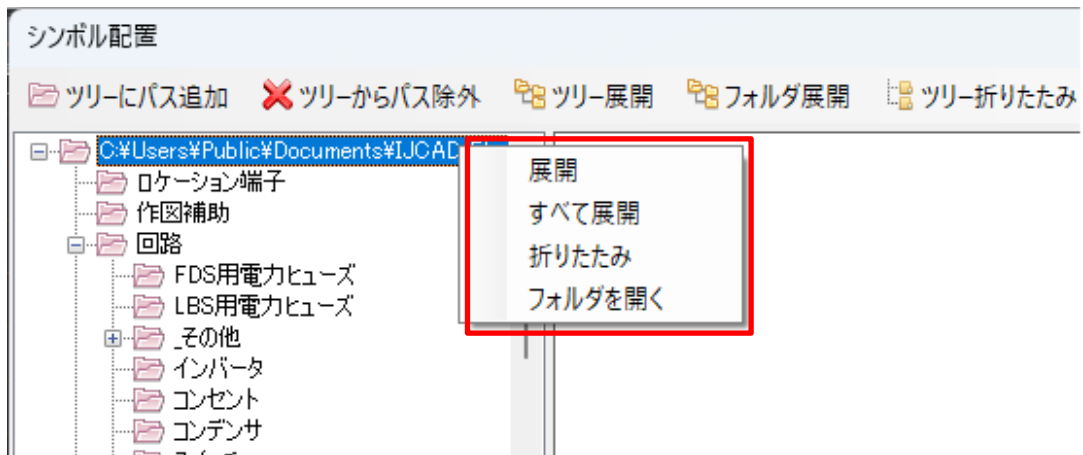 シンボル配置
ツリーにパス追加 ツリーからパス除外 ツリー展開 フォルダ展開 ツリー折りたたみ
C:¥Users¥Public¥Documents¥IJCAD
ロケーション端子
作図補助
回路
FDS用電力ヒューズ
LBS用電力ヒューズ
_その他
インバータ
コンセント
コンデンサ
展開
すべて展開
折りたたみ
フォルダを開く